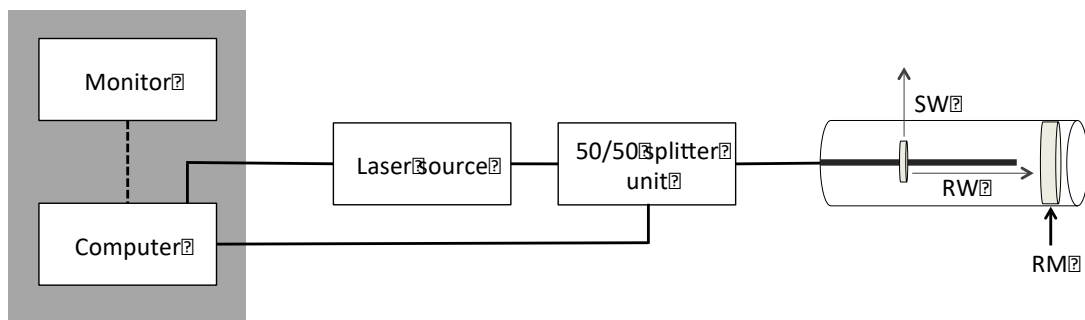 Monitor
SW
Laser source
50/50 splitter
unit
RW
Computer
RM